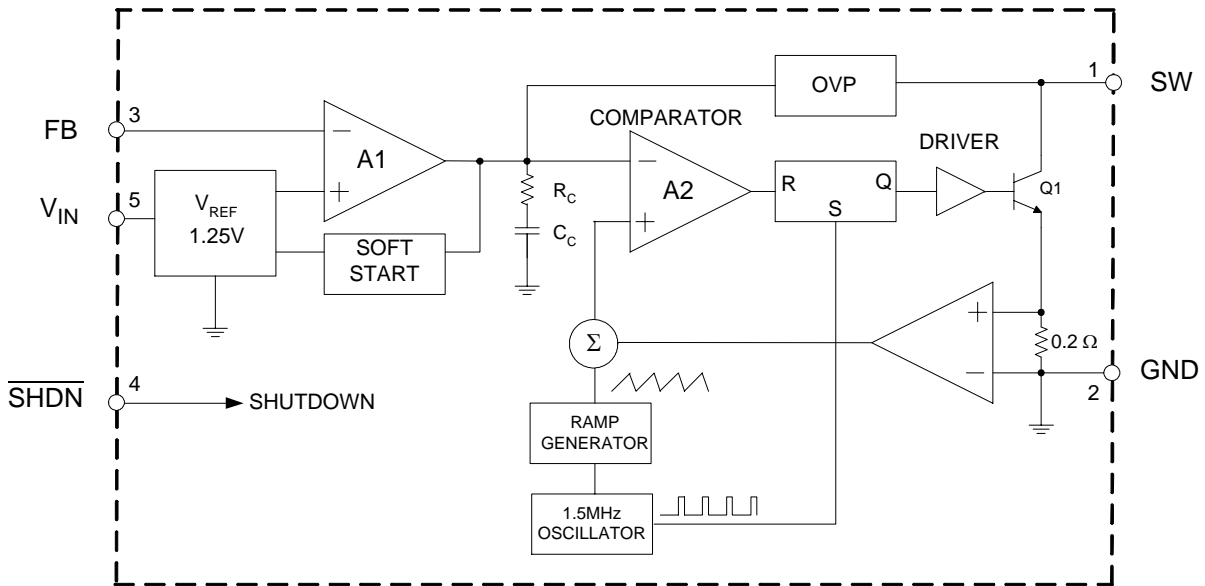 1
SW
OVP
3
FB
COMPARATOR
DRIVER
−
A1
+
−
A2
+
R
Q
S
Q1
5
V_IN
V_REF
1.25V
R_C
C_C
SOFT
START
+
−
0.2 Ω
Σ
GND
2
4
S̅H̅D̅N̅
SHUTDOWN
RAMP
GENERATOR
1.5MHz
OSCILLATOR